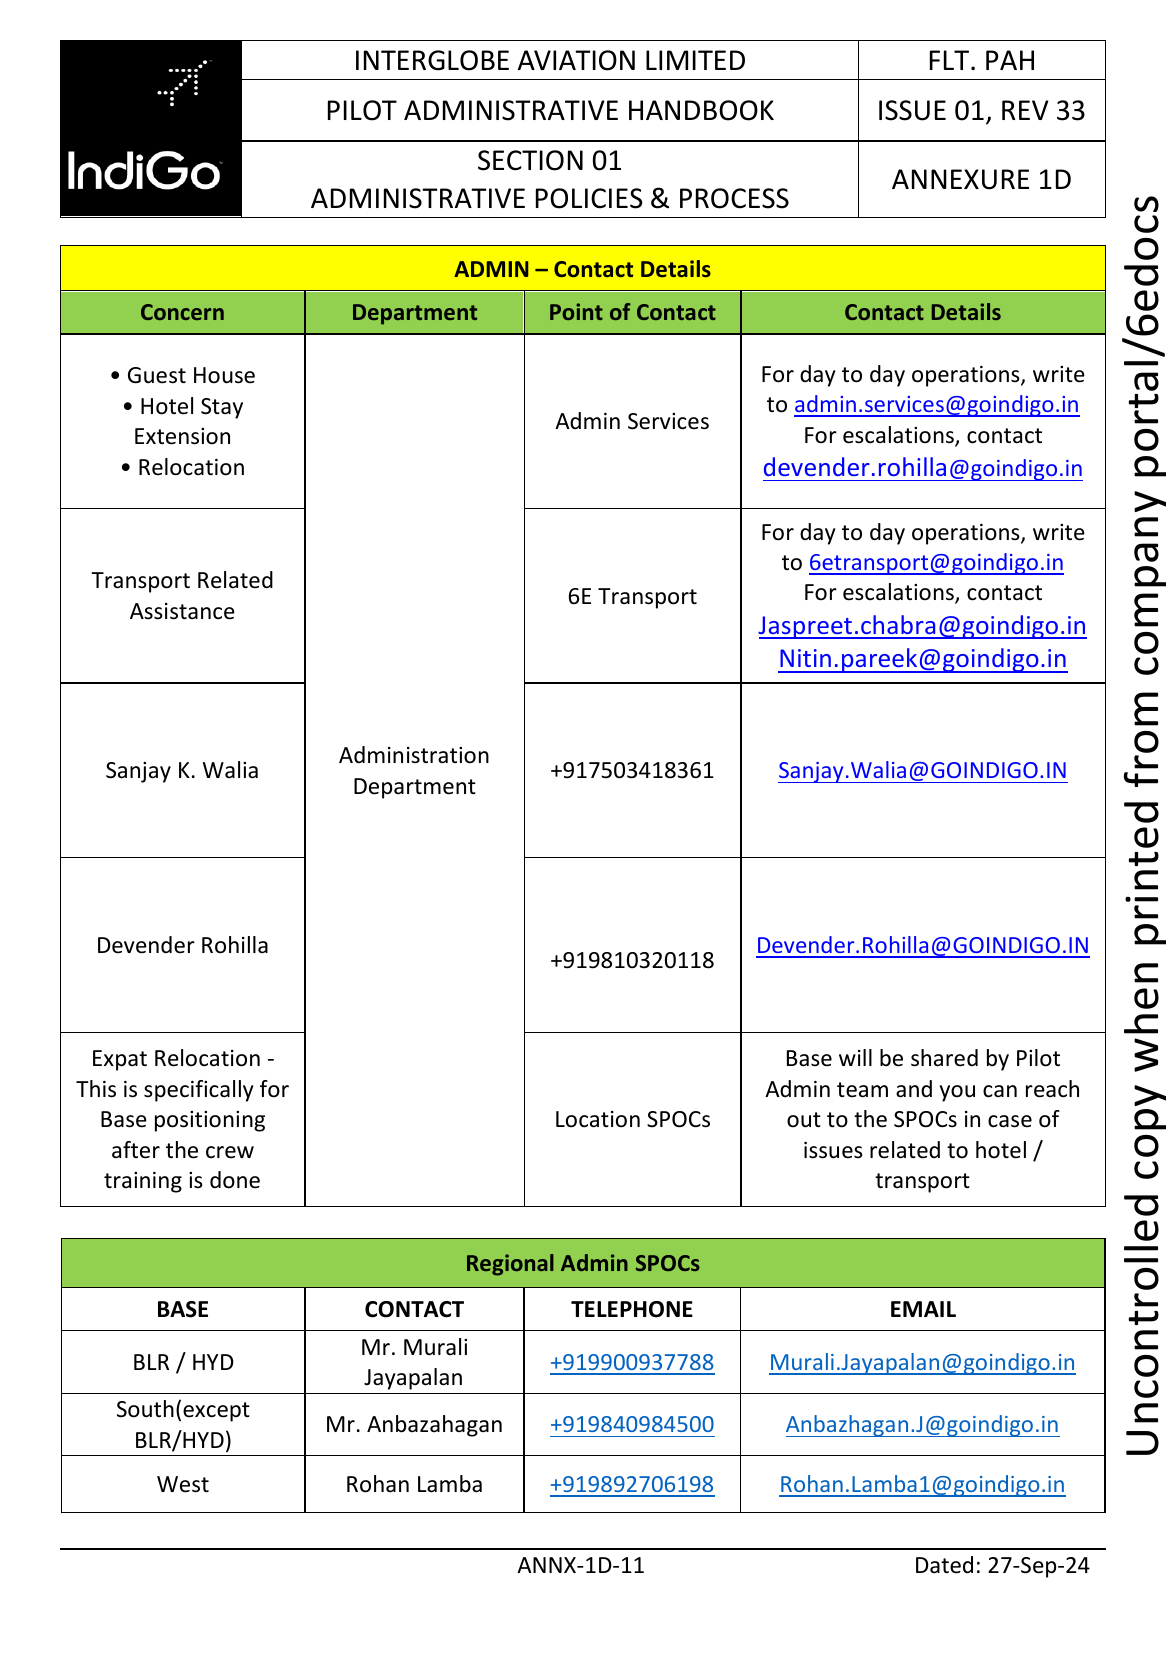 IndiGo
INTERGLOBE AVIATION LIMITED
FLT. PAH
PILOT ADMINISTRATIVE HANDBOOK
ISSUE 01, REV 33
SECTION 01
ADMINISTRATIVE POLICIES & PROCESS
ANNEXURE 1D
ADMIN – Contact Details
Concern
Department
Point of Contact
Contact Details
• Guest House
• Hotel Stay
Extension
• Relocation
Administration
Department
Admin Services
For day to day operations, write
to admin.services@goindigo.in
For escalations, contact
devender.rohilla@goindigo.in
Transport Related
Assistance
6E Transport
For day to day operations, write
to 6etransport@goindigo.in
For escalations, contact
Jaspreet.chabra@goindigo.in
Nitin.pareek@goindigo.in
Sanjay K. Walia
+917503418361
Sanjay.Walia@GOINDIGO.IN
Devender Rohilla
+919810320118
Devender.Rohilla@GOINDIGO.IN
Expat Relocation -
This is specifically for
Base positioning
after the crew
training is done
Location SPOCs
Base will be shared by Pilot
Admin team and you can reach
out to the SPOCs in case of
issues related to hotel /
transport
Regional Admin SPOCs
BASE
CONTACT
TELEPHONE
EMAIL
BLR / HYD
Mr. Murali
Jayapalan
+919900937788
Murali.Jayapalan@goindigo.in
South(except
BLR/HYD)
Mr. Anbazahagan
+919840984500
Anbazhagan.J@goindigo.in
West
Rohan Lamba
+919892706198
Rohan.Lamba1@goindigo.in
ANNX-1D-11
Dated: 27-Sep-24
Uncontrolled copy when printed from company portal/6edocs